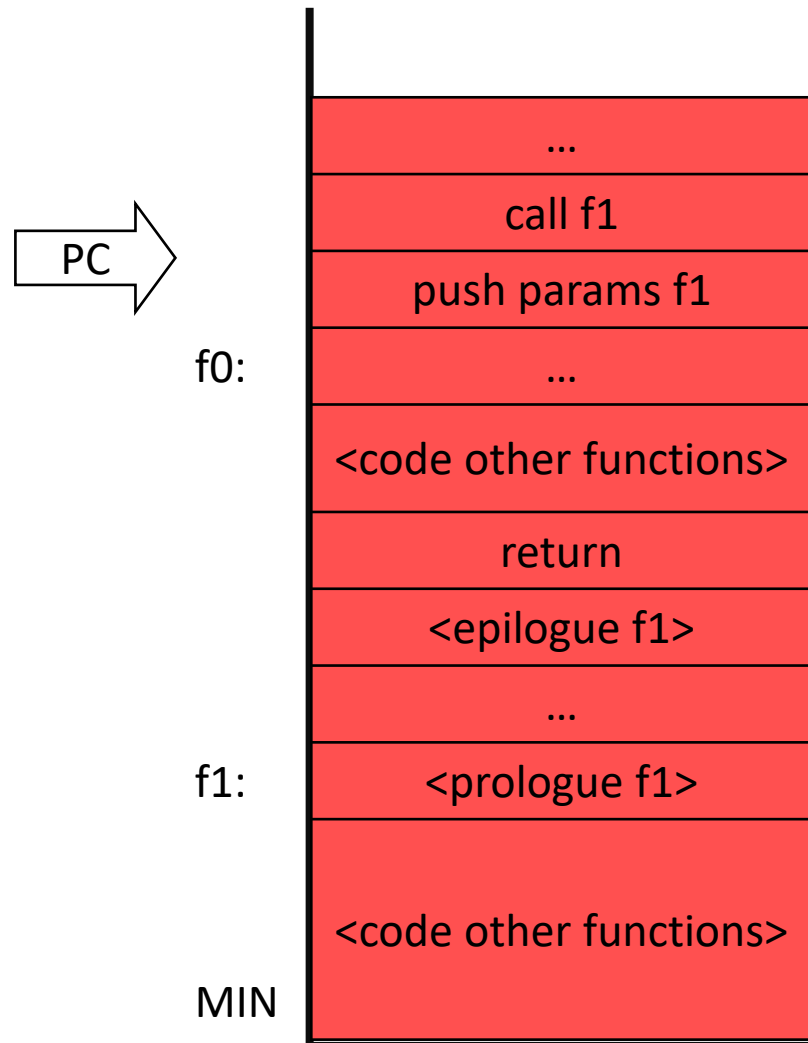 ...
call f1
PC
push params f1
f0:
...
<code other functions>
return
<epilogue f1>
...
f1:
<prologue f1>
<code other functions>
MIN